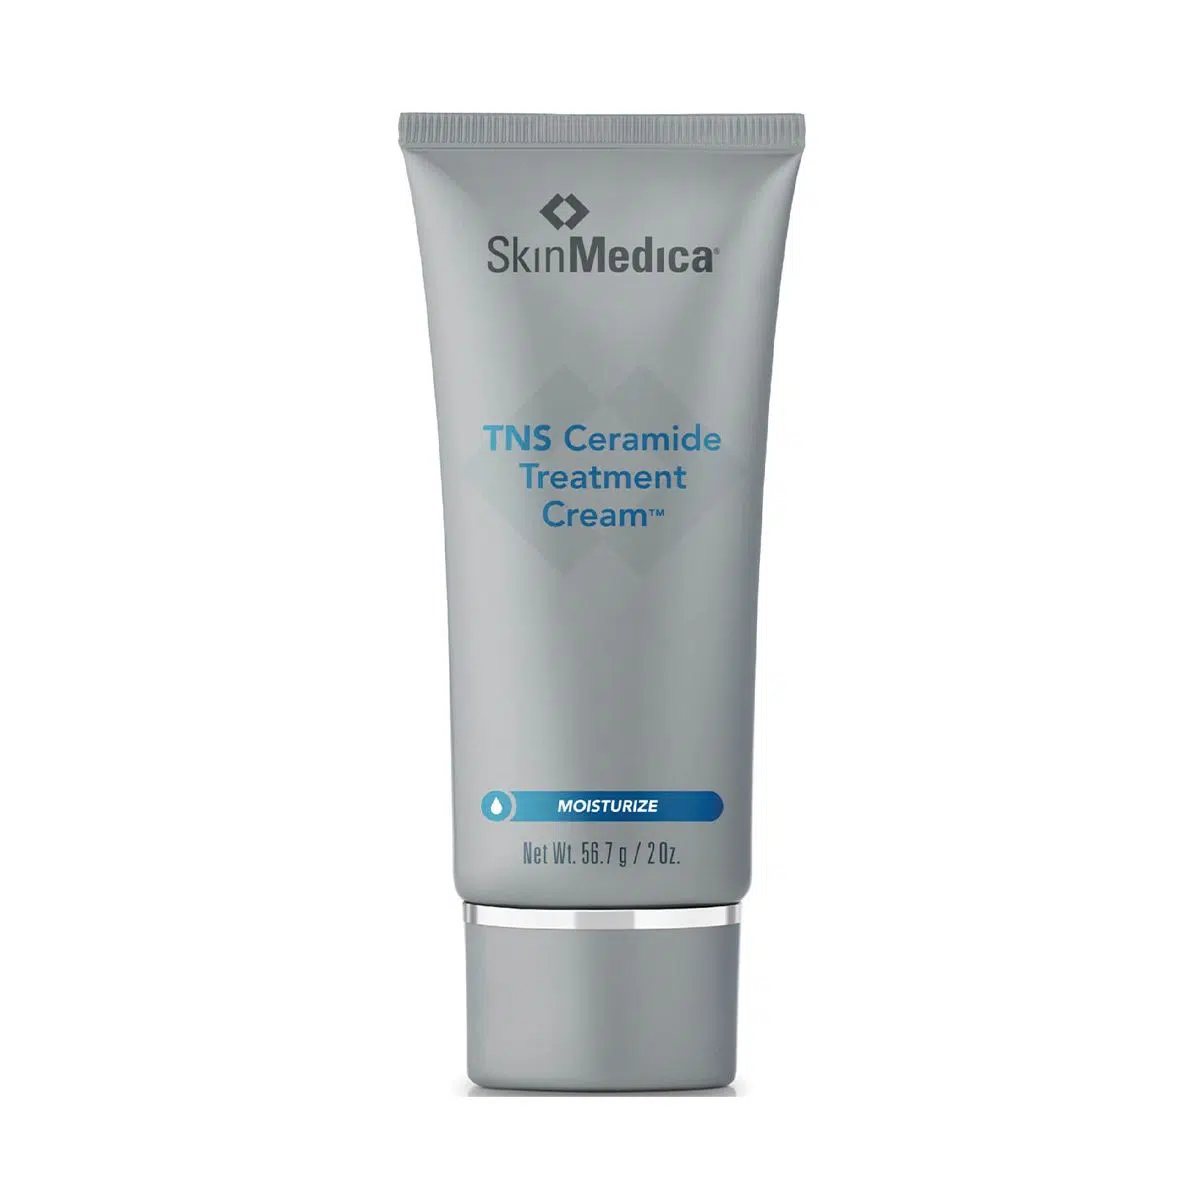 SkinMedica®
TNS Ceramide
Treatment
Cream™
MOISTURIZE
Net Wt. 56.7 g / 2 Oz.